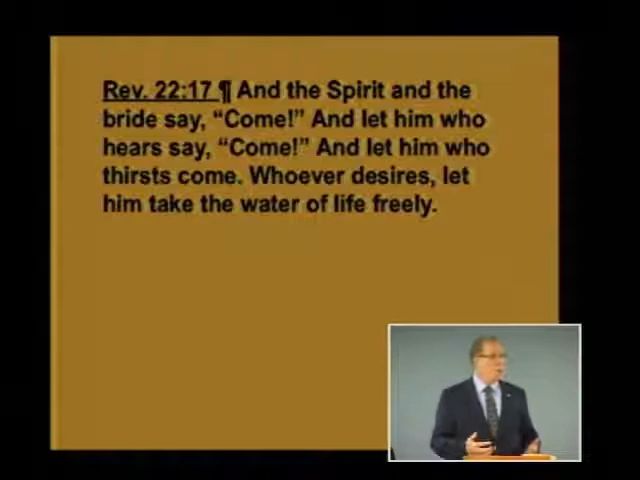 Rev. 22:17 ¶ And the Spirit and the
bride say, “Come!” And let him who
hears say, “Come!” And let him who
thirsts come. Whoever desires, let
him take the water of life freely.